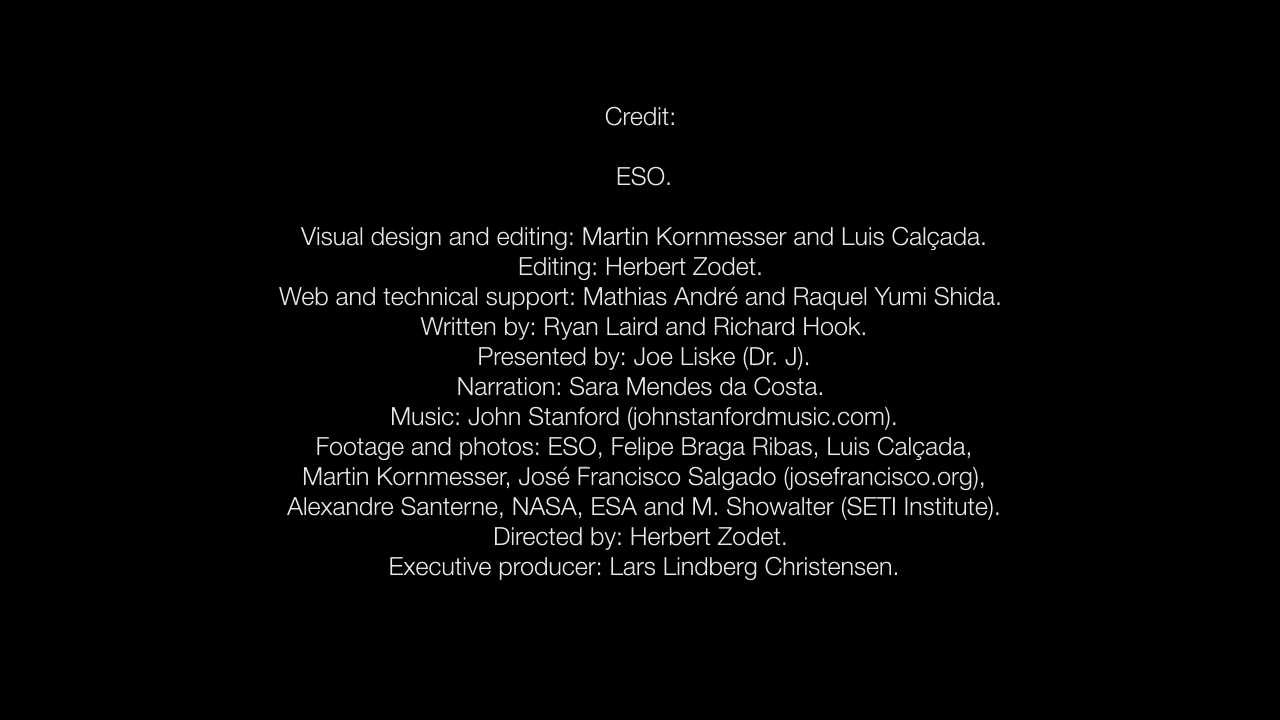 Credit:
ESO.
Visual design and editing: Martin Kornmesser and Luis Calçada.
Editing: Herbert Zodet.
Web and technical support: Mathias André and Raquel Yumi Shida.
Written by: Ryan Laird and Richard Hook.
Presented by: Joe Liske (Dr. J).
Narration: Sara Mendes da Costa.
Music: John Stanford (johnstanfordmusic.com).
Footage and photos: ESO, Felipe Braga Ribas, Luis Calçada,
Martin Kornmesser, José Francisco Salgado (josefrancisco.org),
Alexandre Santerne, NASA, ESA and M. Showalter (SETI Institute).
Directed by: Herbert Zodet.
Executive producer: Lars Lindberg Christensen.